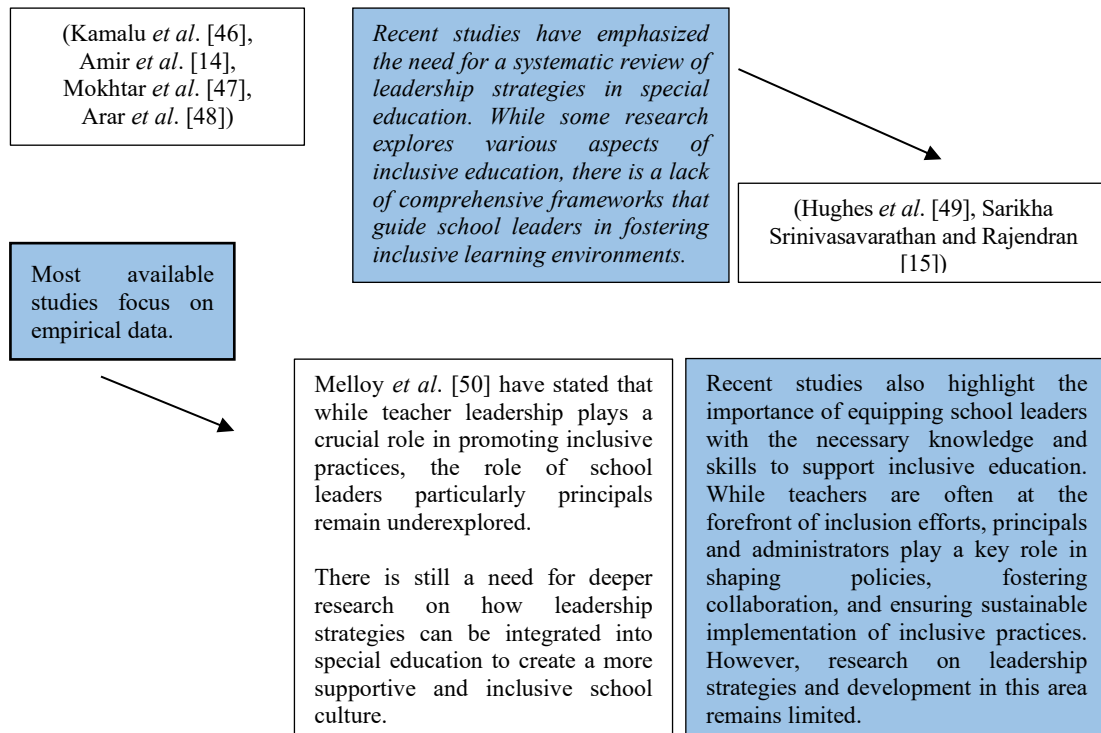 (Kamalu et al. [46],
Amir et al. [14],
Mokhtar et al. [47],
Arar et al. [48])
Recent studies have emphasized
the need for a systematic review of
leadership strategies in special
education. While some research
explores various aspects of
inclusive education, there is a lack
of comprehensive frameworks that
guide school leaders in fostering
inclusive learning environments.
(Hughes et al. [49], Sarikha
Srinivasavarathan and Rajendran
[15])
Most available
studies focus on
empirical data.
Melloy et al. [50] have stated that
while teacher leadership plays a
crucial role in promoting inclusive
practices, the role of school
leaders particularly principals
remain underexplored.
There is still a need for deeper
research on how leadership
strategies can be integrated into
special education to create a more
supportive and inclusive school
culture.
Recent studies also highlight the
importance of equipping school leaders
with the necessary knowledge and
skills to support inclusive education.
While teachers are often at the
forefront of inclusion efforts, principals
and administrators play a key role in
shaping policies, fostering
collaboration, and ensuring sustainable
implementation of inclusive practices.
However, research on leadership
strategies and development in this area
remains limited.